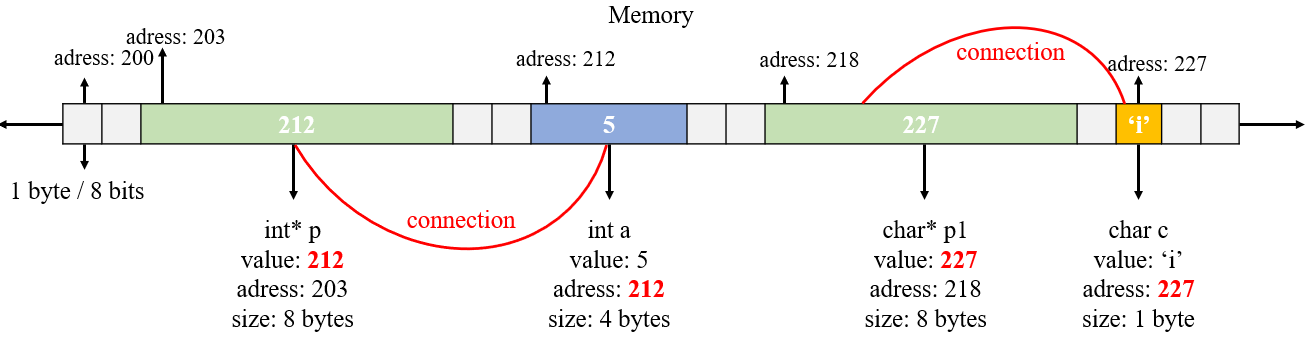 Memory
adress: 200
adress: 203
adress: 212
adress: 218
connection
adress: 227
212
5
227
‘i’
1 byte / 8 bits
connection
int* p
value: 212
adress: 203
size: 8 bytes
int a
value: 5
adress: 212
size: 4 bytes
char* p1
value: 227
adress: 218
size: 8 bytes
char c
value: ‘i’
adress: 227
size: 1 byte